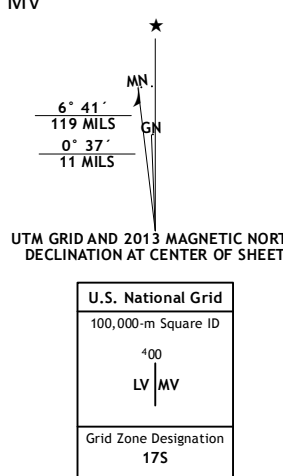 MV
★
MN.
6° 41´
119 MILS
GN
0° 37´
11 MILS
UTM GRID AND 2013 MAGNETIC NORT
DECLINATION AT CENTER OF SHEET
U.S. National Grid
100,000-m Square ID
400
LV MV
Grid Zone Designation
17S